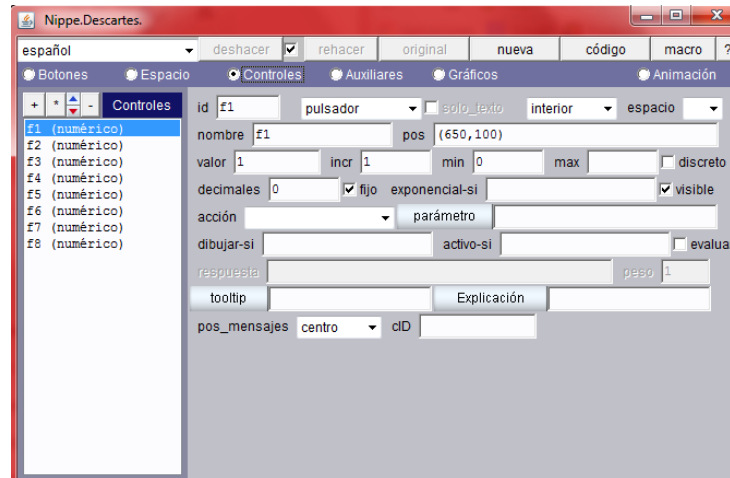 Nippe.Descartes.
español deshacer rehacer original nueva código macro ?
Botones Espacio Controles Auxiliares Gráficos Animación
+ * - Controles id f1 pulsador solo_texto interior espacio
f1 (numérico) nombre f1 pos (650,100)
f2 (numérico)
f3 (numérico) valor 1 incr 1 min 0 max discreto
f4 (numérico)
f5 (numérico) decimales 0 fijo exponencial-si visible
f6 (numérico)
f7 (numérico) acción parámetro
f8 (numérico) dibujar-si activo-si evalua
respuesta peso 1
tooltip Explicación
pos_mensajes centro cID